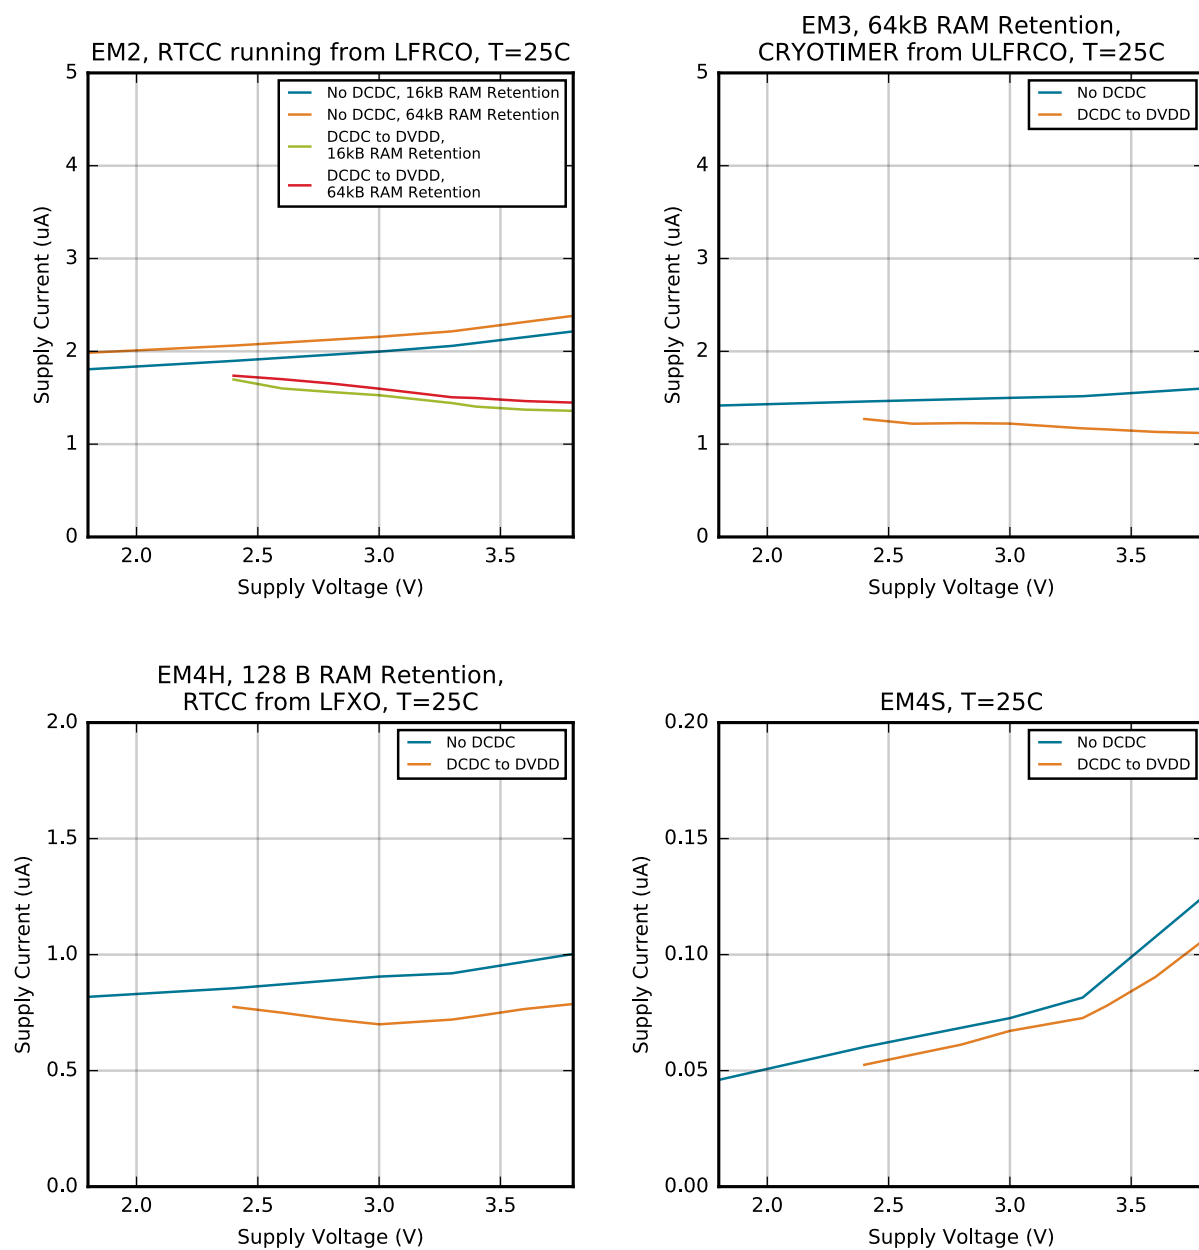 EM2, RTCC running from LFRCO, T=25C
5
4
3
2
1
0
Supply Current (uA)
No DCDC, 16kB RAM Retention
No DCDC, 64kB RAM Retention
DCDC to DVDD,
16kB RAM Retention
DCDC to DVDD,
64kB RAM Retention
2.0 2.5 3.0 3.5
Supply Voltage (V)
EM3, 64kB RAM Retention,
CRYOTIMER from ULFRCO, T=25C
5
4
3
2
1
0
Supply Current (uA)
No DCDC
DCDC to DVDD
2.0 2.5 3.0 3.5
Supply Voltage (V)
EM4H, 128 B RAM Retention,
RTCC from LFXO, T=25C
2.0
1.5
1.0
0.5
0.0
Supply Current (uA)
No DCDC
DCDC to DVDD
2.0 2.5 3.0 3.5
Supply Voltage (V)
EM4S, T=25C
0.20
0.15
0.10
0.05
0.00
Supply Current (uA)
No DCDC
DCDC to DVDD
2.0 2.5 3.0 3.5
Supply Voltage (V)